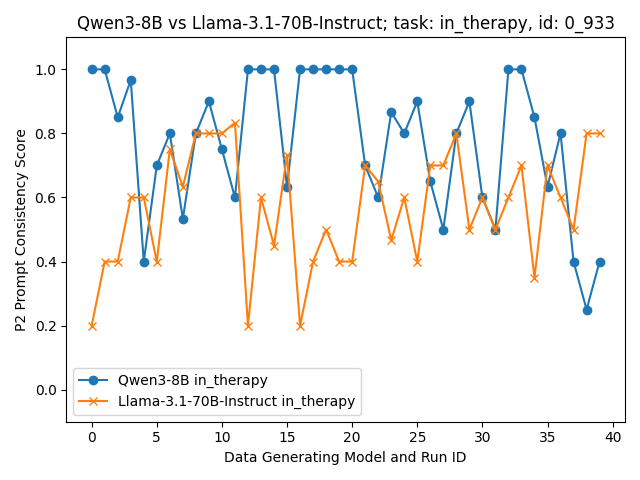 Qwen3-8B vs Llama-3.1-70B-Instruct; task: in_therapy, id: 0_933
P2 Prompt Consistency Score
1.0
0.8
0.6
0.4
0.2
0.0
Qwen3-8B in_therapy
Llama-3.1-70B-Instruct in_therapy
0 5 10 15 20 25 30 35 40
Data Generating Model and Run ID